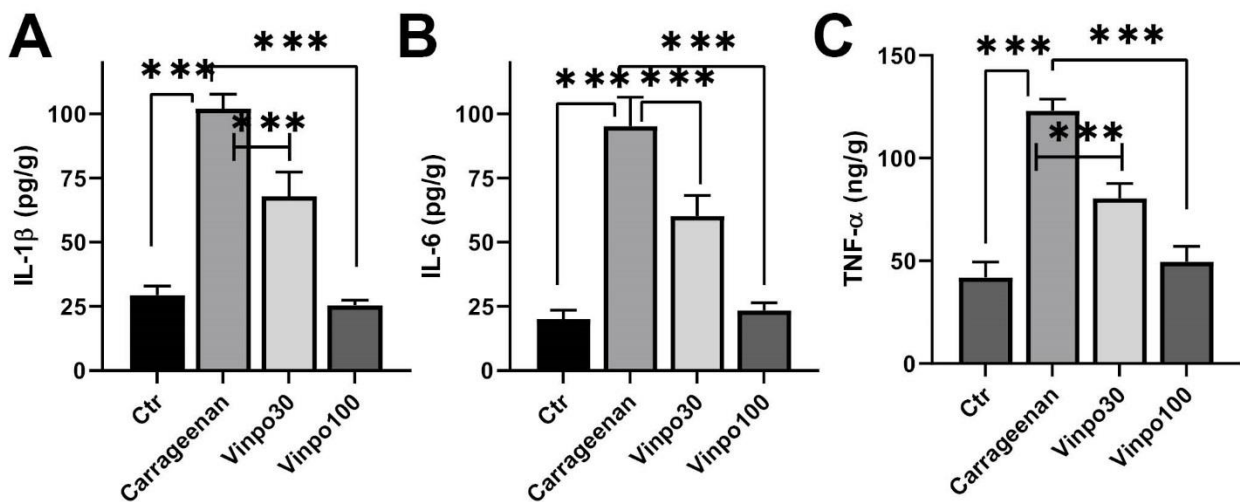 A
IL-1β (pg/g)
100
75
50
25
0
***
***
***
Ctr
Carrageenan
Vinpo30
Vinpo100
B
IL-6 (pg/g)
100
75
50
25
0
***
***
***
Ctr
Carrageenan
Vinpo30
Vinpo100
C
TNF-α (ng/g)
150
100
50
0
***
***
***
Ctr
Carrageenan
Vinpo30
Vinpo100